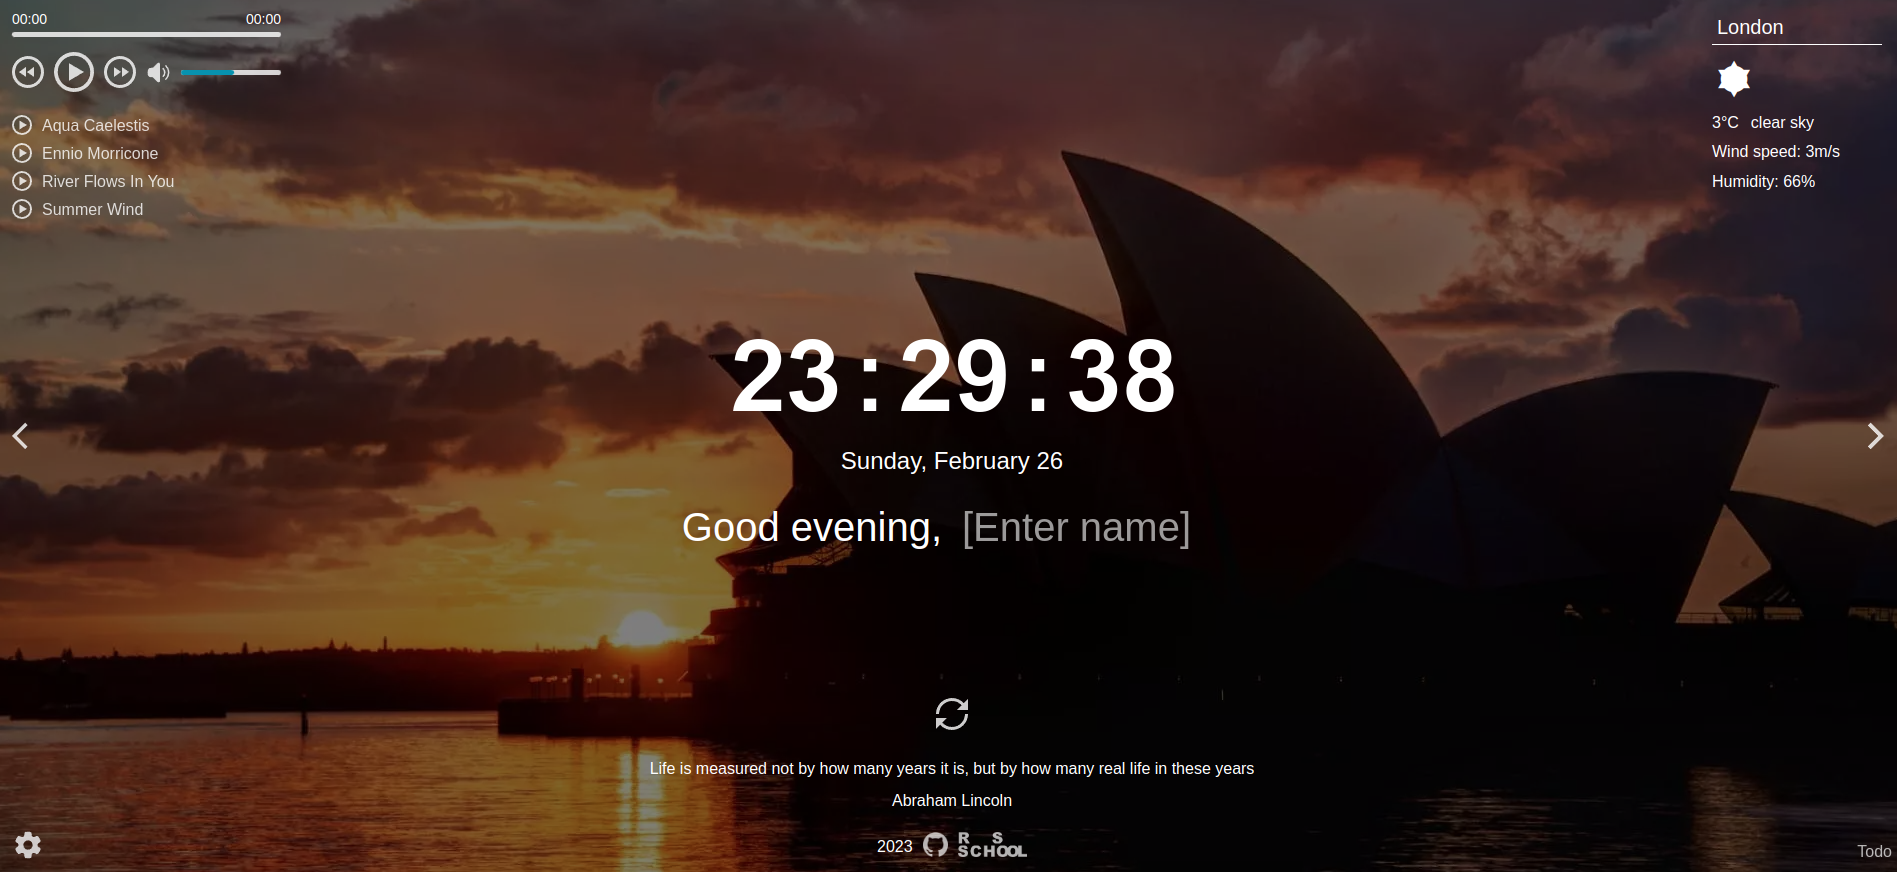 00:00 00:00
Aqua Caelestis
Ennio Morricone
River Flows In You
Summer Wind
London
3°C clear sky
Wind speed: 3m/s
Humidity: 66%
23:29:38
Sunday, February 26
Good evening, [Enter name]
Life is measured not by how many years it is, but by how many real life in these years
Abraham Lincoln
2023
R S
SCHOOL
Todo